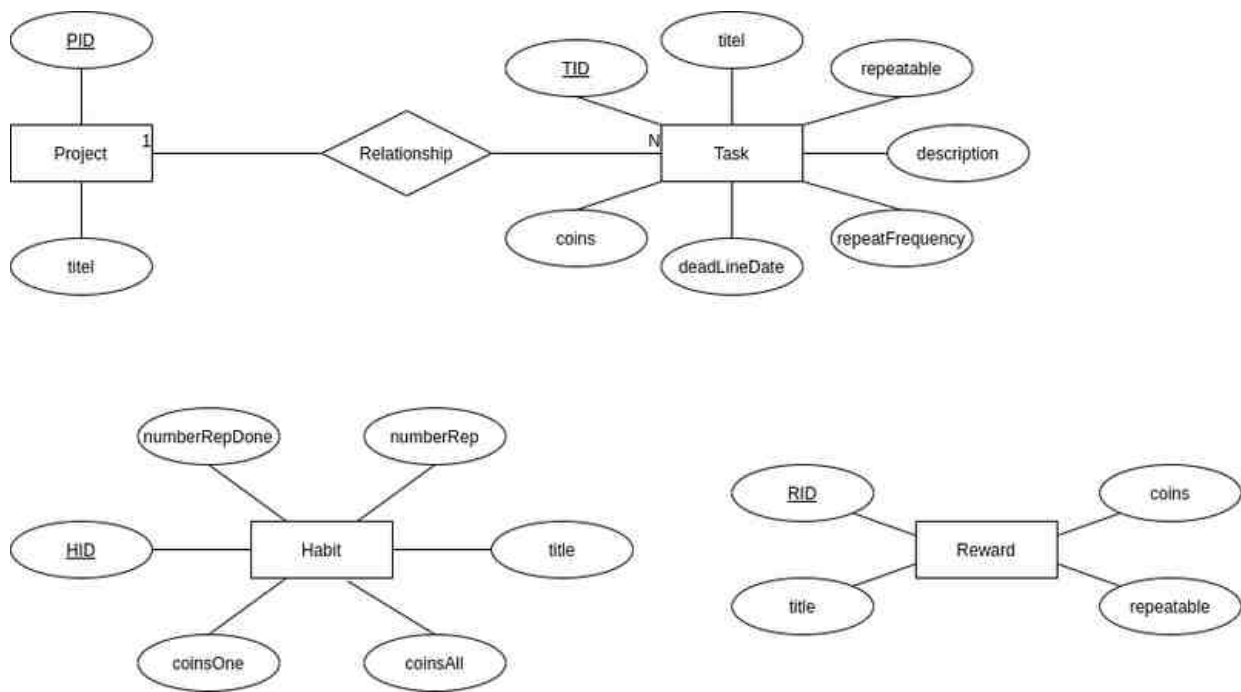 PID
titel
TID
repeatable
Project
1
Relationship
N
Task
description
titel
coins
deadLineDate
repeatFrequency
numberRepDone
numberRep
HID
Habit
title
coinsOne
coinsAll
RID
coins
Reward
title
repeatable